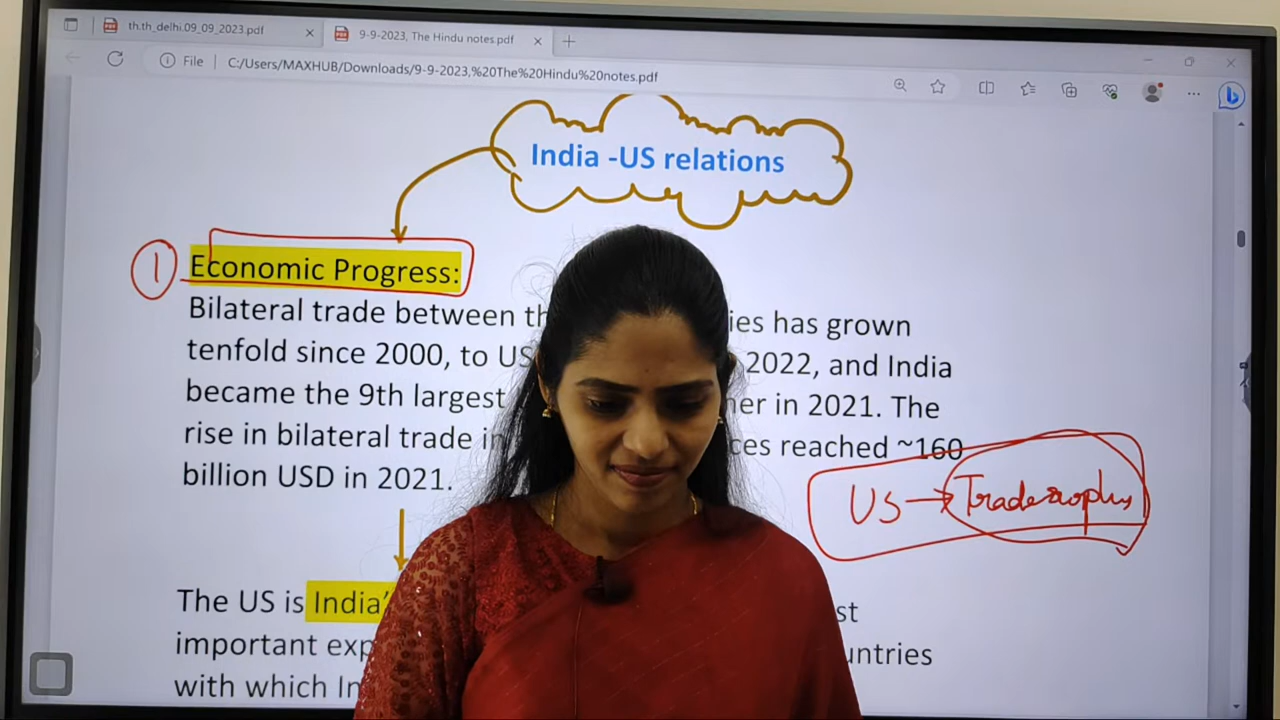 th.th_delhi.09_09_2023.pdf
9-9-2023, The Hindu notes.pdf
File
C:/Users/MAXHUB/Downloads/9-9-2023,%20The%20Hindu%20notes.pdf
India -US relations
1 Economic Progress:
Bilateral trade between th ies has grown
tenfold since 2000, to US 2022, and India
became the 9th largest ner in 2021. The
rise in bilateral trade in ces reached ~160
billion USD in 2021.
US → Trade surplus
The US is India' st
important exp untries
with which In